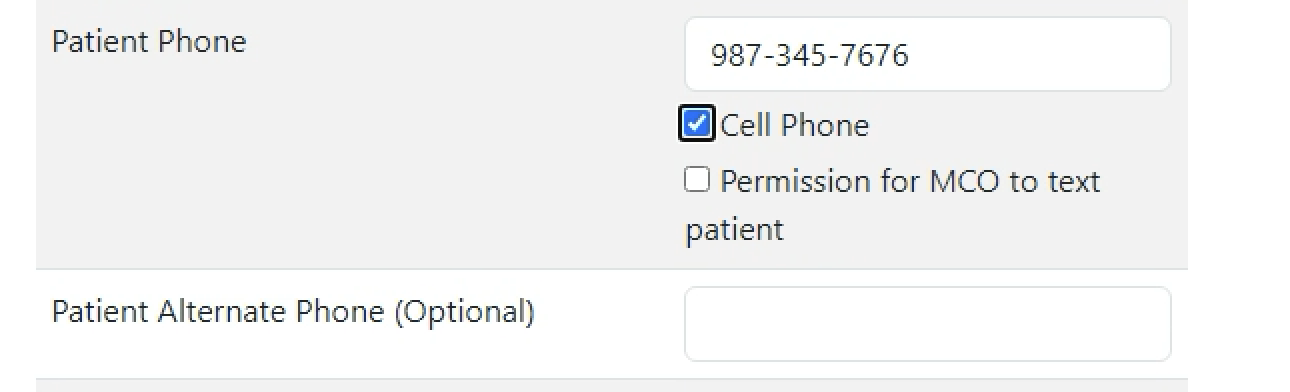 Patient Phone
987-345-7676
Cell Phone
Permission for MCO to text
patient
Patient Alternate Phone (Optional)